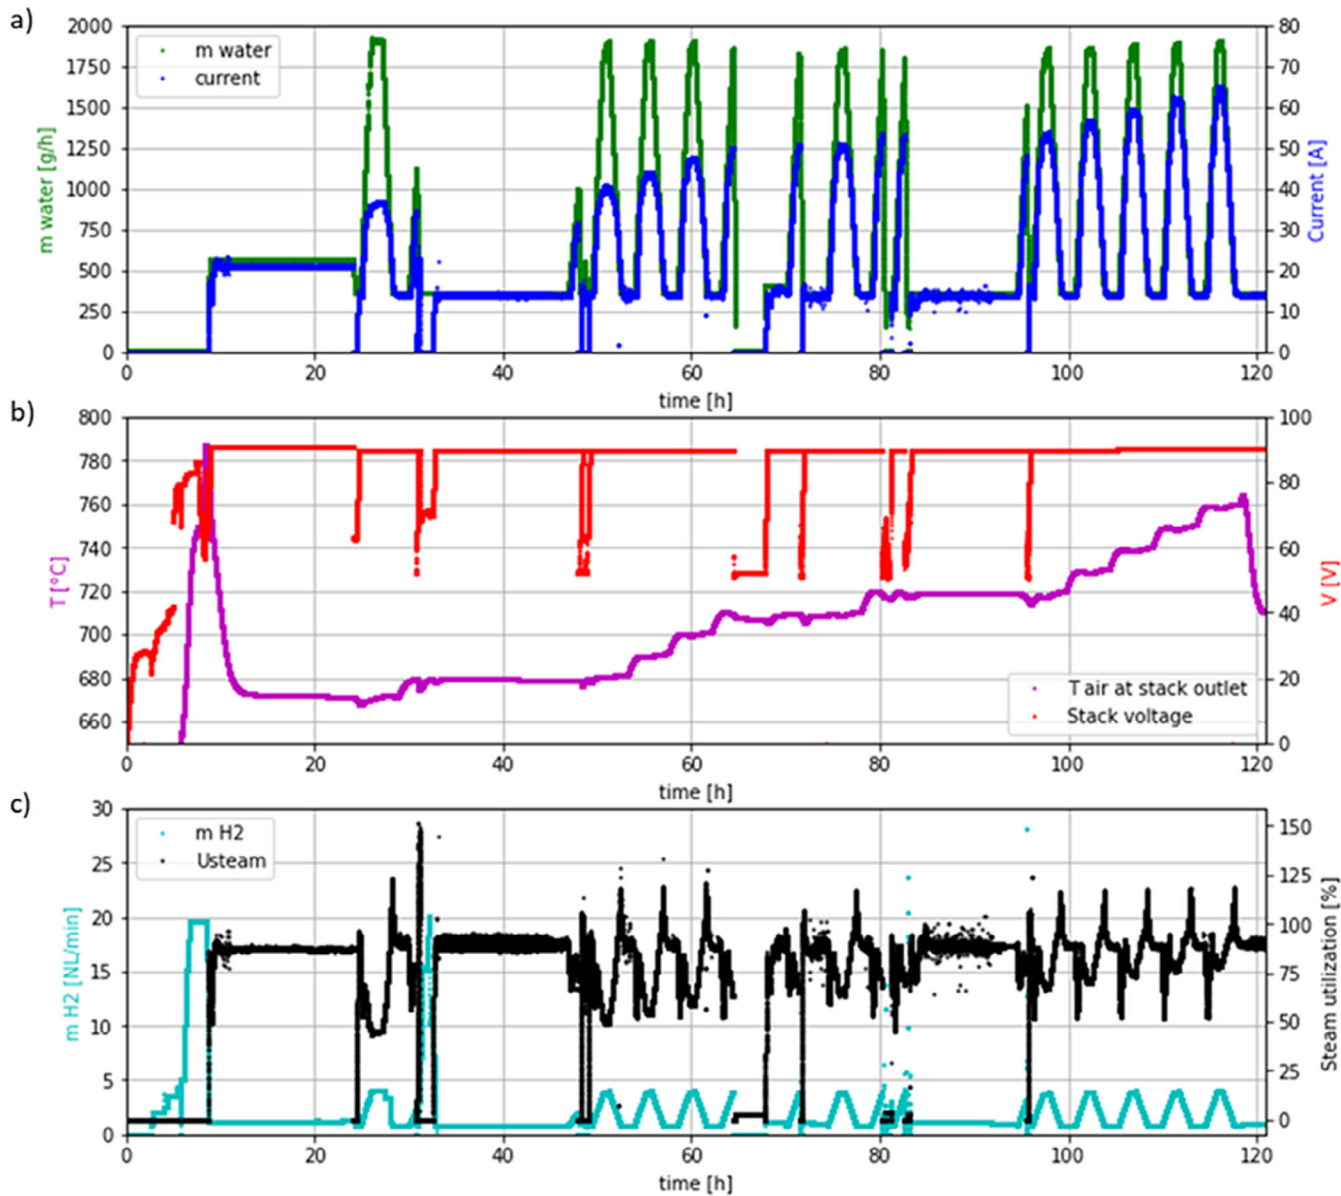 a)
2000
1750
1500
1250
1000
750
500
250
0
m water [g/h]
m water
current
80
70
60
50
40
30
20
10
0
Current [A]
0 20 40 60 80 100 120
time [h]
b)
800
780
760
740
720
700
680
660
T [°C]
100
80
60
40
20
0
V [V]
T air at stack outlet
Stack voltage
0 20 40 60 80 100 120
time [h]
c)
30
25
20
15
10
5
0
m H2 [NL/min]
m H2
Usteam
150
125
100
75
50
25
0
Steam utilization [%]
0 20 40 60 80 100 120
time [h]